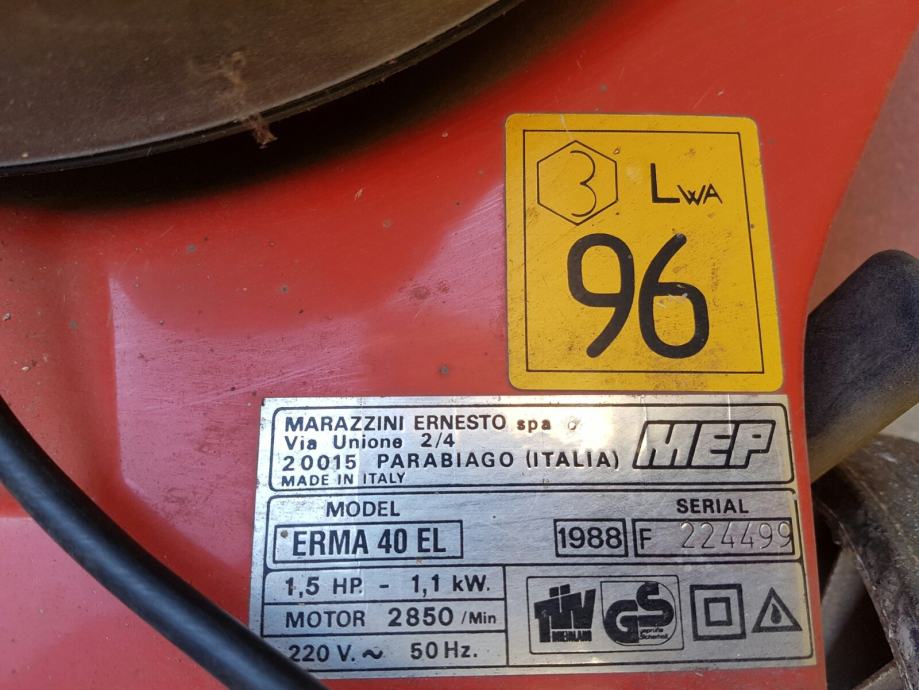 3 LWA
96
MARAZZINI ERNESTO spa
Via Unione 2/4
20015 PARABIAGO (ITALIA)
MADE IN ITALY
MEP
MODEL
SERIAL
ERMA 40 EL
1988
F 224499
1,5 HP. - 1,1 kW.
MOTOR 2850 /Min
220 V. ~ 50 Hz.
TÜV
GS
geprüfte
Sicherheit